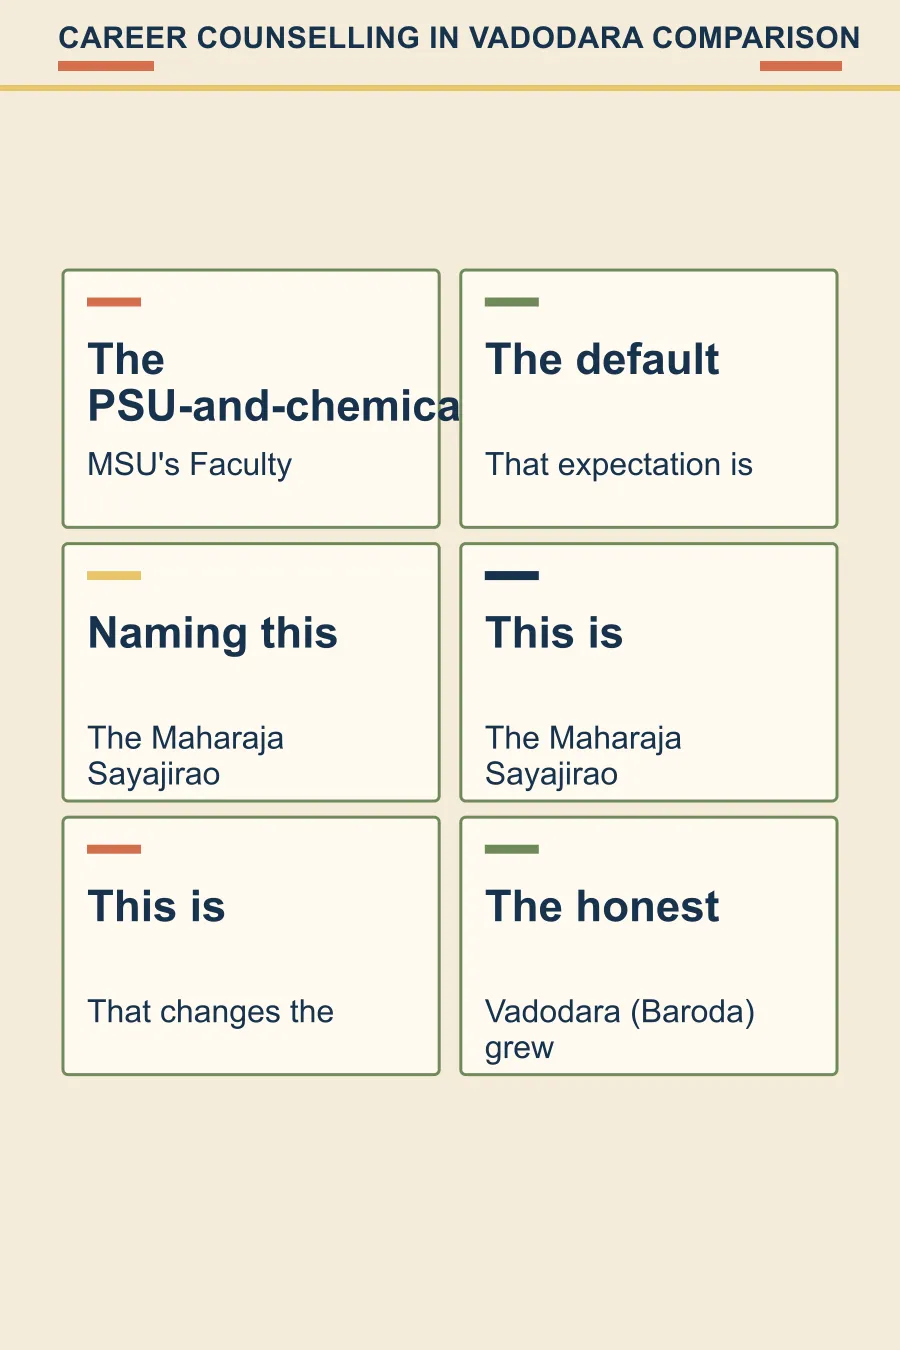 CAREER COUNSELLING IN VADODARA COMPARISON
The
PSU-and-chemica
MSU's Faculty
The default
That expectation is
Naming this
The Maharaja
Sayajirao
This is
The Maharaja
Sayajirao
This is
That changes the
The honest
Vadodara (Baroda)
grew